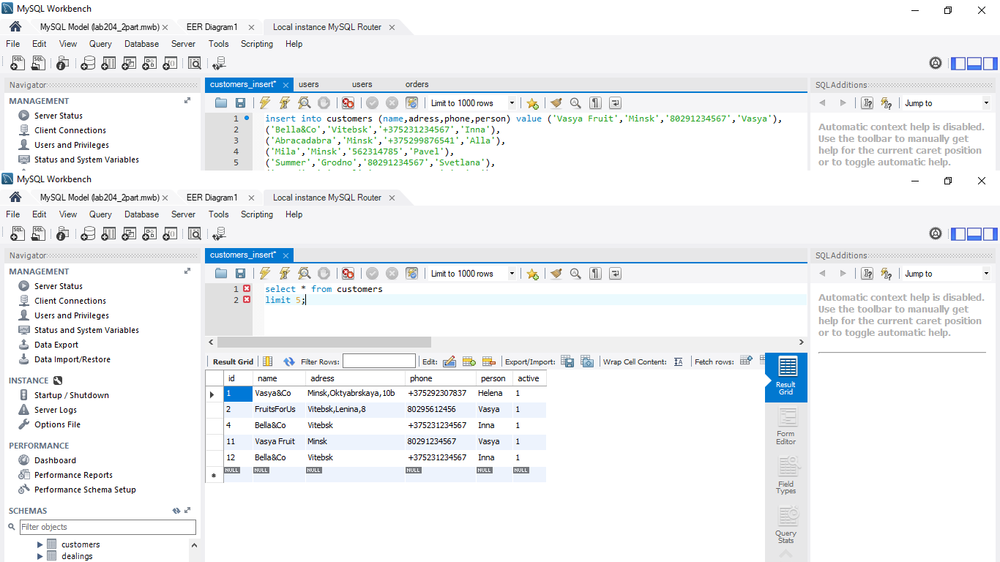 MySQL Workbench
MySQL Model (lab204_2part.mwb) × EER Diagram1 × Local instance MySQL Router ×
File Edit View Query Database Server Tools Scripting Help
Navigator
customers_insert* × users users orders
SQLAdditions
MANAGEMENT
Server Status
Client Connections
Users and Privileges
Status and System Variables
Limit to 1000 rows
1 insert into customers (name,adress,phone,person) value ('Vasya Fruit','Minsk','80291234567','Vasya'),
2 ('Bella&Co','Vitebsk','+375231234567','Inna'),
3 ('Abracadabra','Minsk','+375299876541','Alla'),
4 ('Mila','Minsk','562314785','Pavel'),
5 ('Summer','Grodno','80291234567','Svetlana'),
Jump to
Automatic context help is disabled.
Use the toolbar to manually get
help for the current caret position
or to toggle automatic help.
MySQL Workbench
MySQL Model (lab204_2part.mwb) × EER Diagram1 × Local instance MySQL Router ×
File Edit View Query Database Server Tools Scripting Help
Navigator
customers_insert* ×
SQLAdditions
MANAGEMENT
Server Status
Client Connections
Users and Privileges
Status and System Variables
Data Export
Data Import/Restore
INSTANCE
Startup / Shutdown
Server Logs
Options File
PERFORMANCE
Dashboard
Performance Reports
Performance Schema Setup
SCHEMAS
Filter objects
customers
dealings
Limit to 1000 rows
1 select * from customers
2 limit 5;
Result Grid Filter Rows: Edit: Export/Import: Wrap Cell Content: Fetch rows:
id name adress phone person active
1 Vasya&Co Minsk,Oktyabrskaya,10b +375292307837 Helena 1
2 FruitsForUs Vitebsk,Lenina,8 80295612456 Vasya 1
4 Bella&Co Vitebsk +375231234567 Inna 1
11 Vasya Fruit Minsk 80291234567 Vasya 1
12 Bella&Co Vitebsk +375231234567 Inna 1
NULL NULL NULL NULL NULL NULL
Result
Grid
Form
Editor
Field
Types
Query
Stats
Jump to
Automatic context help is disabled.
Use the toolbar to manually get
help for the current caret position
or to toggle automatic help.